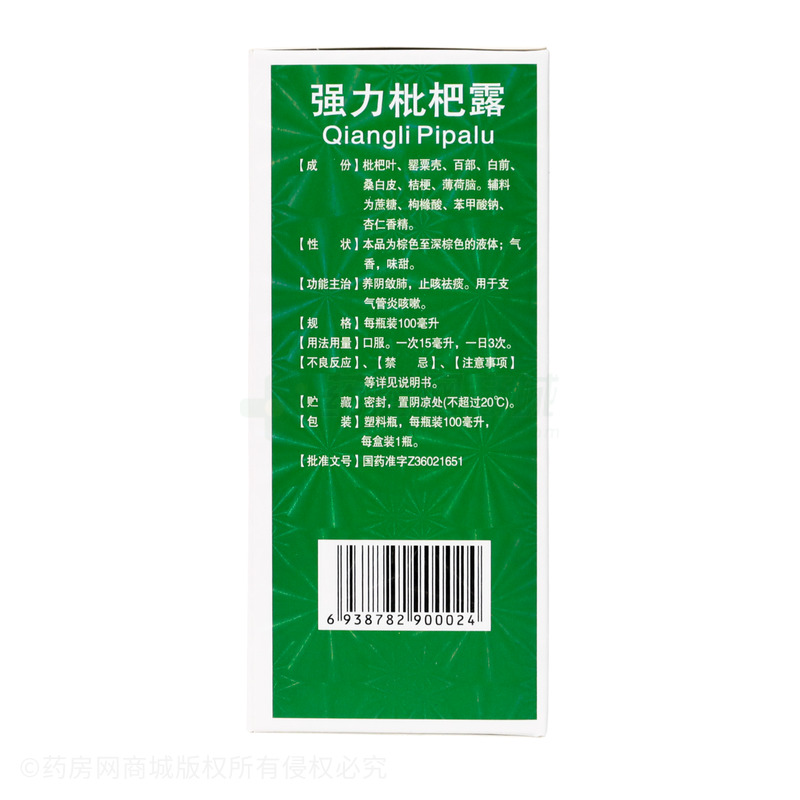 强力枇杷露
Qiangli Pipalu
【成　份】枇杷叶、罂粟壳、百部、白前、
桑白皮、桔梗、薄荷脑。辅料
为蔗糖、枸橼酸、苯甲酸钠、
杏仁香精。
【性　状】本品为棕色至深棕色的液体；气
香，味甜。
【功能主治】养阴敛肺，止咳祛痰。用于支
气管炎咳嗽。
【规　格】每瓶装100毫升
【用法用量】口服。一次15毫升，一日3次。
【不良反应】、【禁　忌】、【注意事项】
等详见说明书。
【贮　藏】密封，置阴凉处(不超过20℃)。
【包　装】塑料瓶，每瓶装100毫升，
每盒装1瓶。
【批准文号】国药准字Z36021651
6 938782 900024
©药房网商城版权所有侵权必究